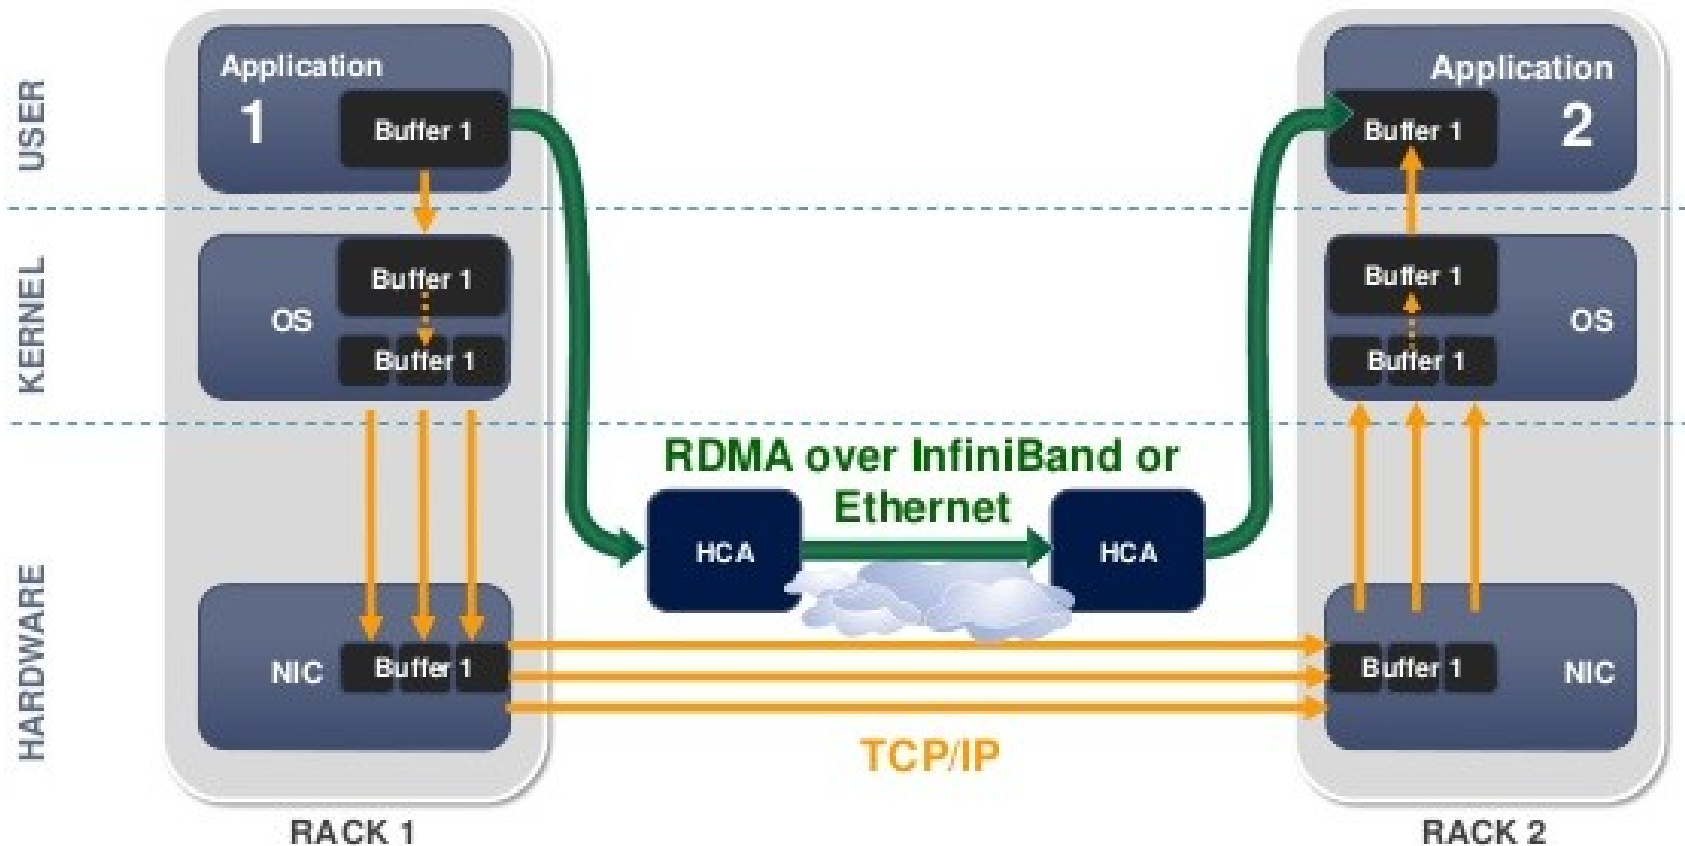 USER
Application
1
Buffer 1
Application
2
Buffer 1
KERNEL
OS
Buffer 1
Buffer 1
Buffer 1
OS
Buffer 1
HARDWARE
RDMA over InfiniBand or
Ethernet
HCA
HCA
NIC
Buffer 1
Buffer 1
NIC
TCP/IP
RACK 1
RACK 2